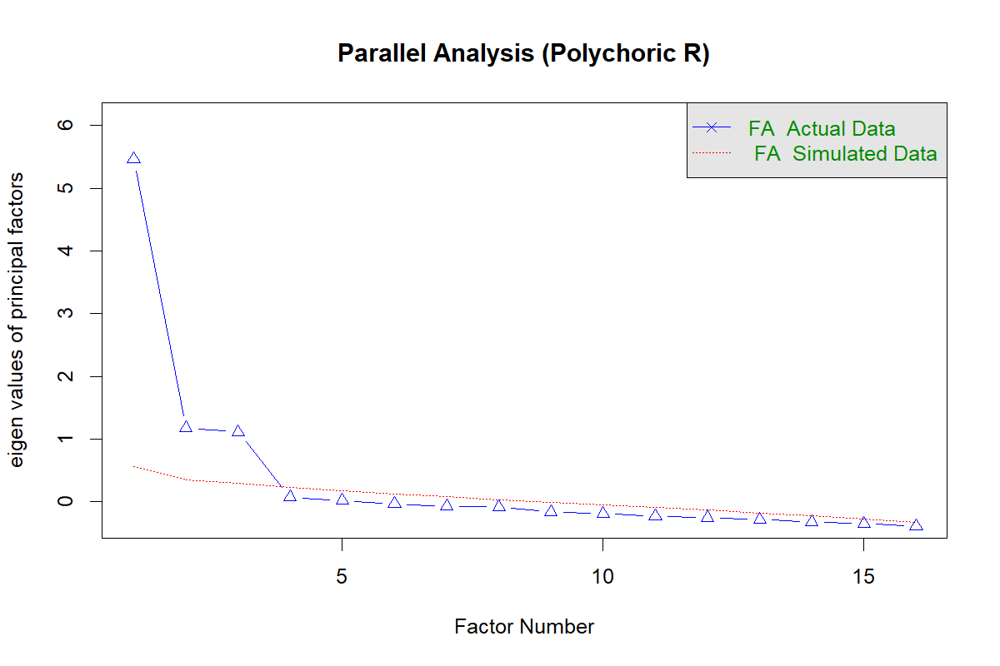 Parallel Analysis (Polychoric R)
FA  Actual Data
FA  Simulated Data
eigen values of principal factors
6
5
4
3
2
1
0
5
10
15
Factor Number